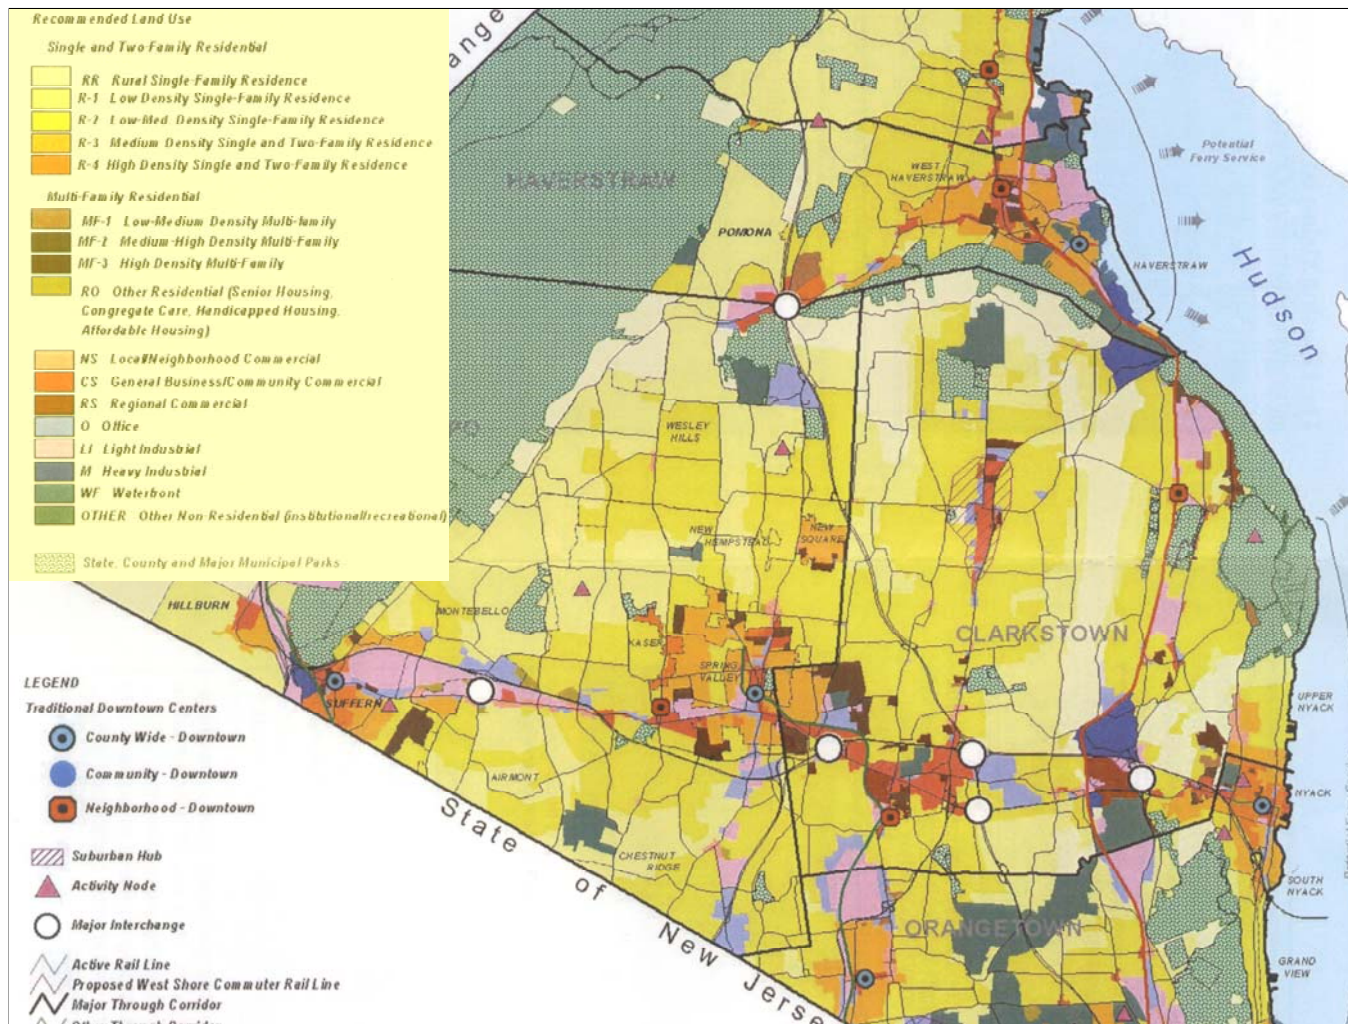 Recommended Land Use
Single and Two-Family Residential
RR Rural Single-Family Residence
R-1 Low Density Single-Family Residence
R-2 Low-Med. Density Single-Family Residence
R-3 Medium Density Single and Two-Family Residence
R-4 High Density Single and Two-Family Residence
Multi-Family Residential
MF-1 Low-Medium Density Multi-family
MF-2 Medium-High Density Multi-Family
MF-3 High Density Multi-Family
RO Other Residential (Senior Housing,
Congregate Care, Handicapped Housing,
Affordable Housing)
NS Local/Neighborhood Commercial
CS General Business/Community Commercial
RS Regional Commercial
O Office
LI Light Industrial
M Heavy Industrial
WF Waterfront
OTHER Other Non-Residential (institutional/recreational)
State, County and Major Municipal Parks
LEGEND
Traditional Downtown Centers
County Wide - Downtown
Community - Downtown
Neighborhood - Downtown
Suburban Hub
Activity Node
Major Interchange
Active Rail Line
Proposed West Shore Commuter Rail Line
Major Through Corridor
Other Through Corridor
ange
HAVERSTRAW
WEST
HAVERSTRAW
POMONA
Potential
Ferry Service
HAVERSTRAW
Hudson
WESLEY
HILLS
NEW
HEMPSTEAD
NEW
SQUARE
HILLBURN
MONTEBELLO
KASER
SPRING
VALLEY
CLARKSTOWN
SUFFERN
UPPER
NYACK
AIRMONT
NYACK
CHESTNUT
RIDGE
SOUTH
NYACK
ORANGETOWN
GRAND
VIEW
State of New Jerse